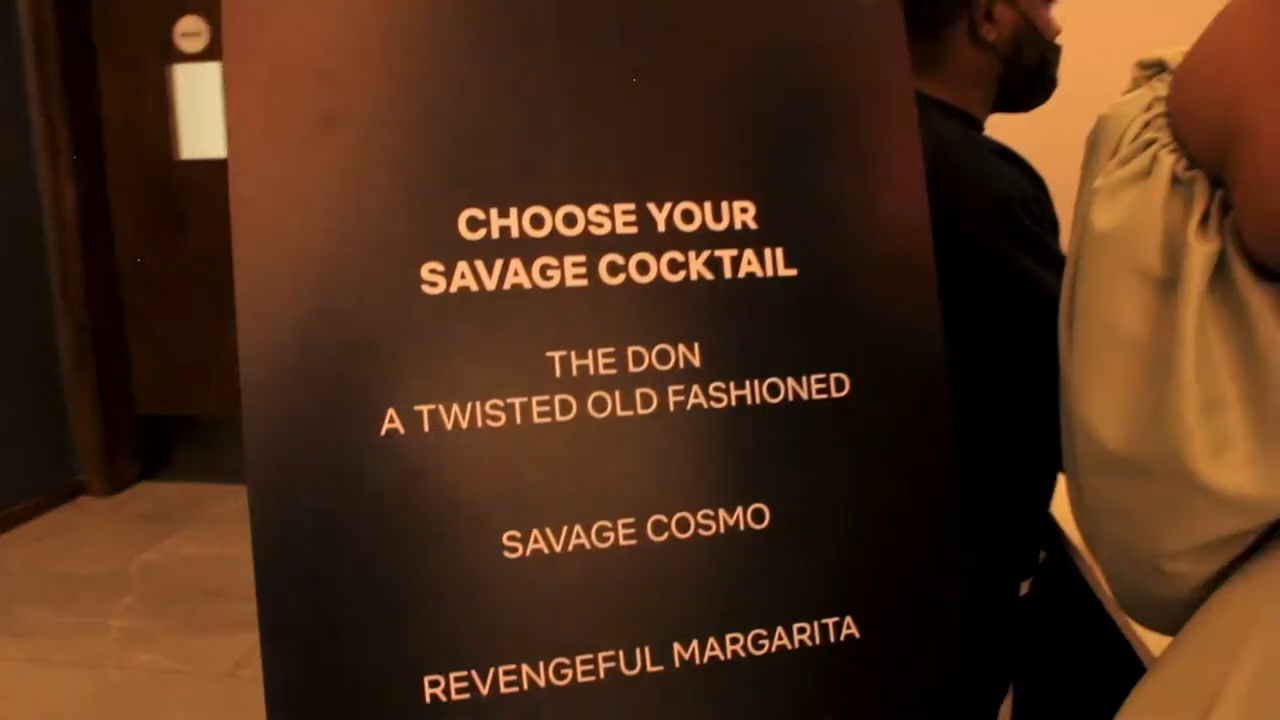 CHOOSE YOUR
SAVAGE COCKTAIL
THE DON
A TWISTED OLD FASHIONED
SAVAGE COSMO
REVENGEFUL MARGARITA